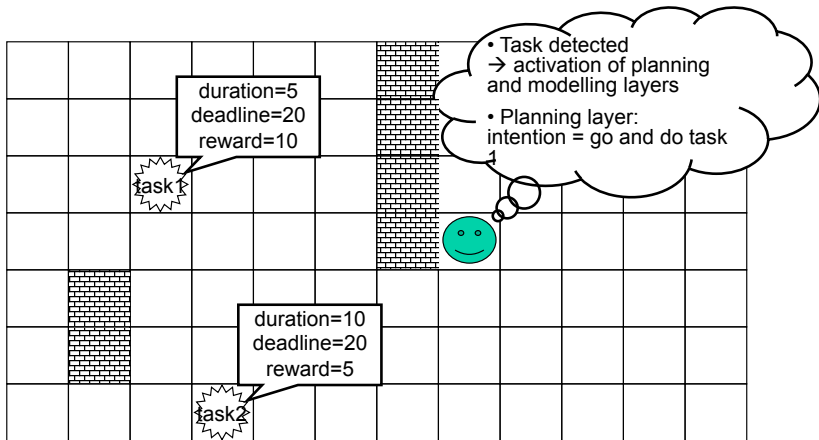 • Task detected
→ activation of planning
and modelling layers
• Planning layer:
intention = go and do task
1
duration=5
deadline=20
reward=10
task1
duration=10
deadline=20
reward=5
task2